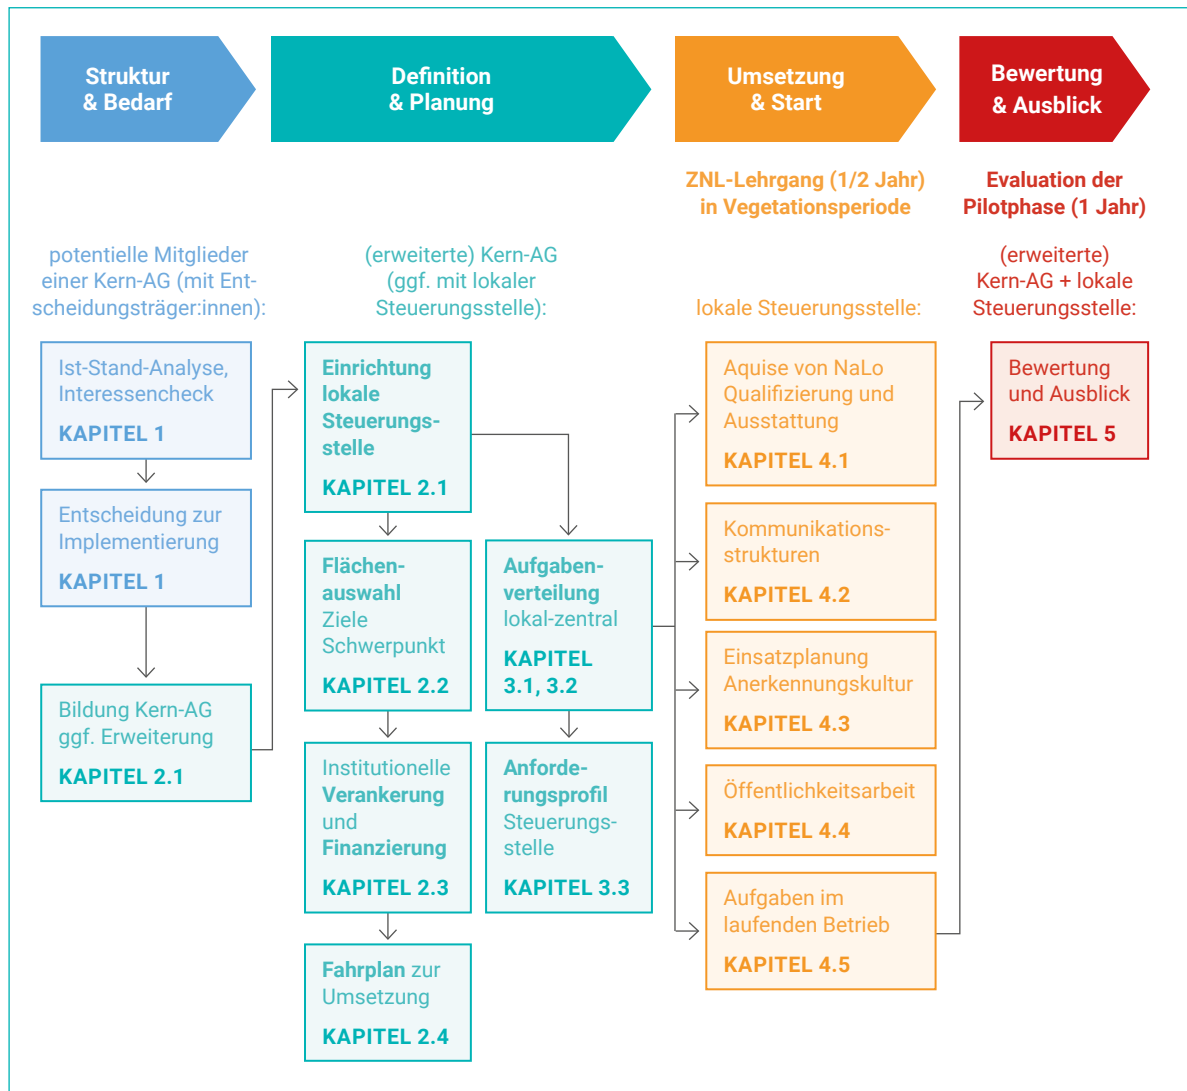 Struktur
& Bedarf
Definition
& Planung
Umsetzung
& Start
Bewertung
& Ausblick
ZNL-Lehrgang (1/2 Jahr)
in Vegetationsperiode
Evaluation der
Pilotphase (1 Jahr)
potentielle Mitglieder
einer Kern-AG (mit Ent-
scheidungsträger:innen):
(erweiterte) Kern-AG
(ggf. mit lokaler
Steuerungsstelle):
lokale Steuerungsstelle:
(erweiterte)
Kern-AG + lokale
Steuerungsstelle:
Ist-Stand-Analyse,
Interessencheck
KAPITEL 1
Entscheidung zur
Implementierung
KAPITEL 1
Bildung Kern-AG
ggf. Erweiterung
KAPITEL 2.1
Einrichtung
lokale
Steuerungs-
stelle
KAPITEL 2.1
Flächen-
auswahl
Ziele
Schwerpunkt
KAPITEL 2.2
Institutionelle
Verankerung
und
Finanzierung
KAPITEL 2.3
Fahrplan zur
Umsetzung
KAPITEL 2.4
Aufgaben-
verteilung
lokal-zentral
KAPITEL
3.1, 3.2
Anforde-
rungsprofil
Steuerungs-
stelle
KAPITEL 3.3
Aquise von NaLo
Qualifizierung und
Ausstattung
KAPITEL 4.1
Kommunikations-
strukturen
KAPITEL 4.2
Einsatzplanung
Anerkennungskultur
KAPITEL 4.3
Öffentlichkeitsarbeit
KAPITEL 4.4
Aufgaben im
laufenden Betrieb
KAPITEL 4.5
Bewertung
und Ausblick
KAPITEL 5